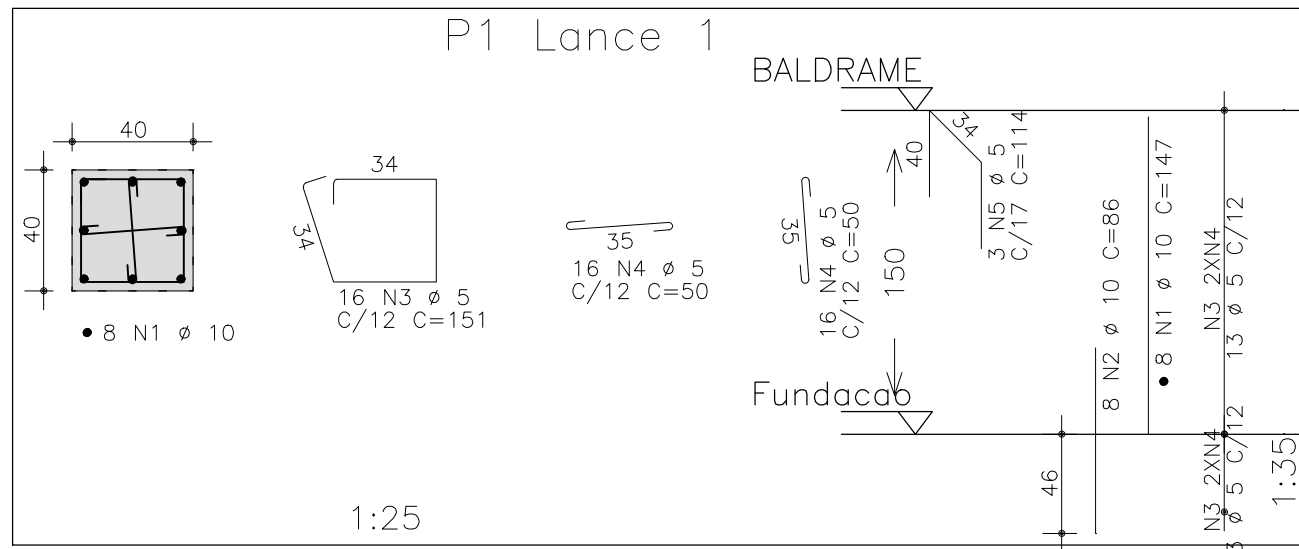 P1 Lance 1
BALDRAME
40
40
• 8 N1 ø 10
34
34
16 N3 ø 5
C/12 C=151
35
16 N4 ø 5
C/12 C=50
35
16 N4 ø 5
C/12 C=50
150
40
34
3 N5 ø 5
C/17 C=114
8 N2 ø 10 C=86
• 8 N1 ø 10 C=147
N3 2XN4
13 ø 5 C/12
Fundacao
46
N3 2XN4
3 ø 5 C/12
1:25
1:35